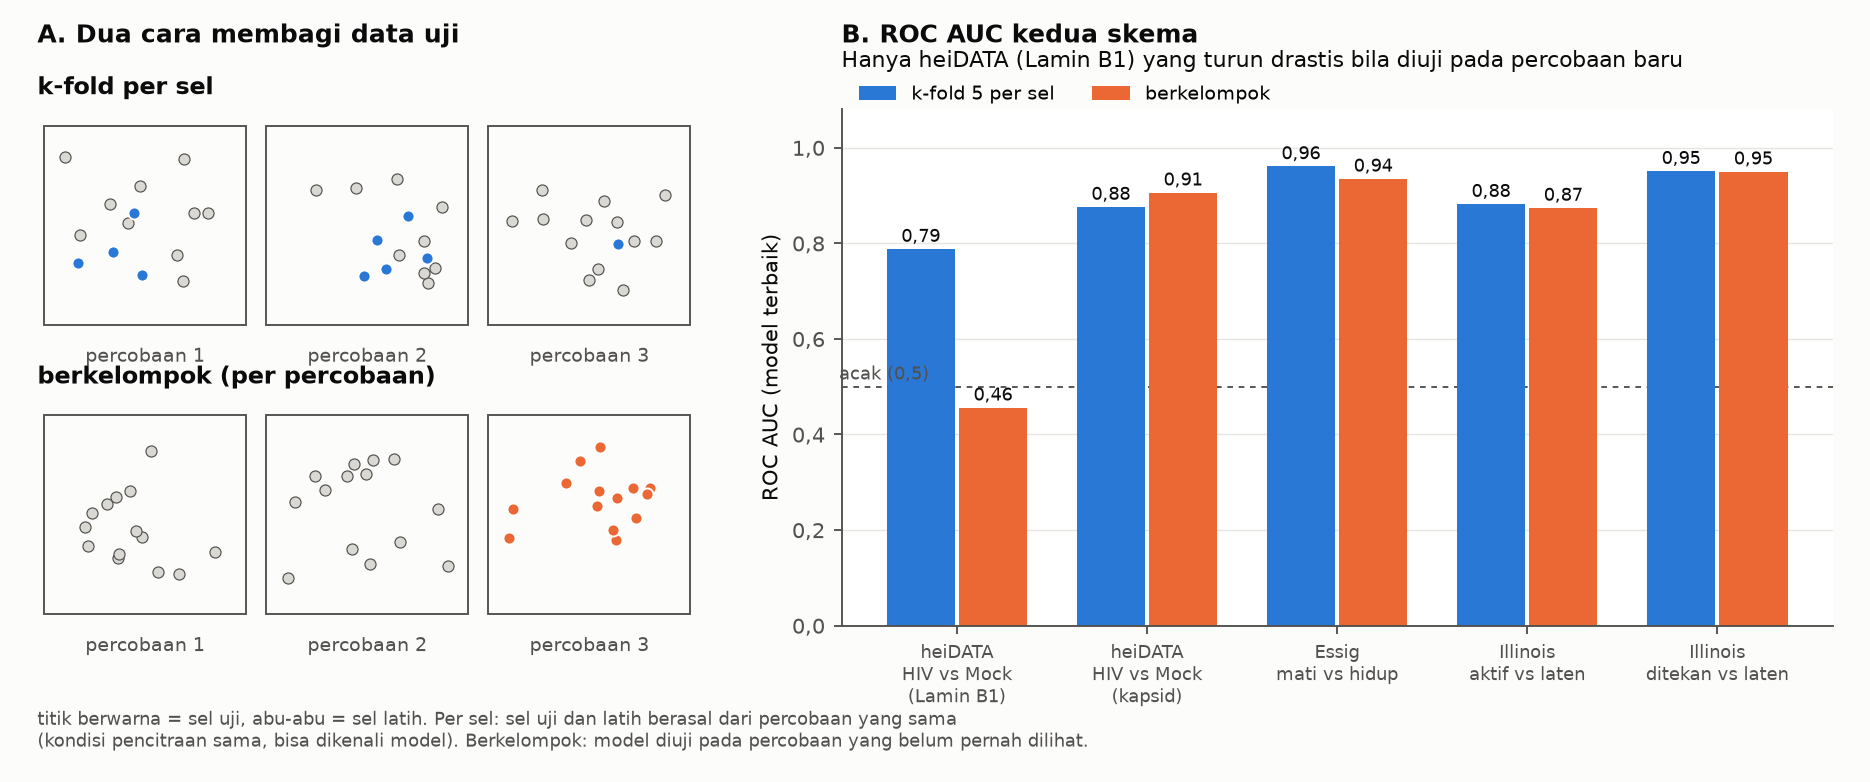 A. Dua cara membagi data uji
k-fold per sel
percobaan 1
percobaan 2
percobaan 3
berkelompok (per percobaan)
percobaan 1
percobaan 2
percobaan 3
B. ROC AUC kedua skema
Hanya heiDATA (Lamin B1) yang turun drastis bila diuji pada percobaan baru
k-fold 5 per sel
berkelompok
ROC AUC (model terbaik)
1,0
0,8
0,6
0,4
0,2
0,0
acak (0,5)
0,79
0,46
0,88
0,91
0,96
0,94
0,88
0,87
0,95
0,95
heiDATA
HIV vs Mock
(Lamin B1)
heiDATA
HIV vs Mock
(kapsid)
Essig
mati vs hidup
Illinois
aktif vs laten
Illinois
ditekan vs laten
titik berwarna = sel uji, abu-abu = sel latih. Per sel: sel uji dan latih berasal dari percobaan yang sama
(kondisi pencitraan sama, bisa dikenali model). Berkelompok: model diuji pada percobaan yang belum pernah dilihat.